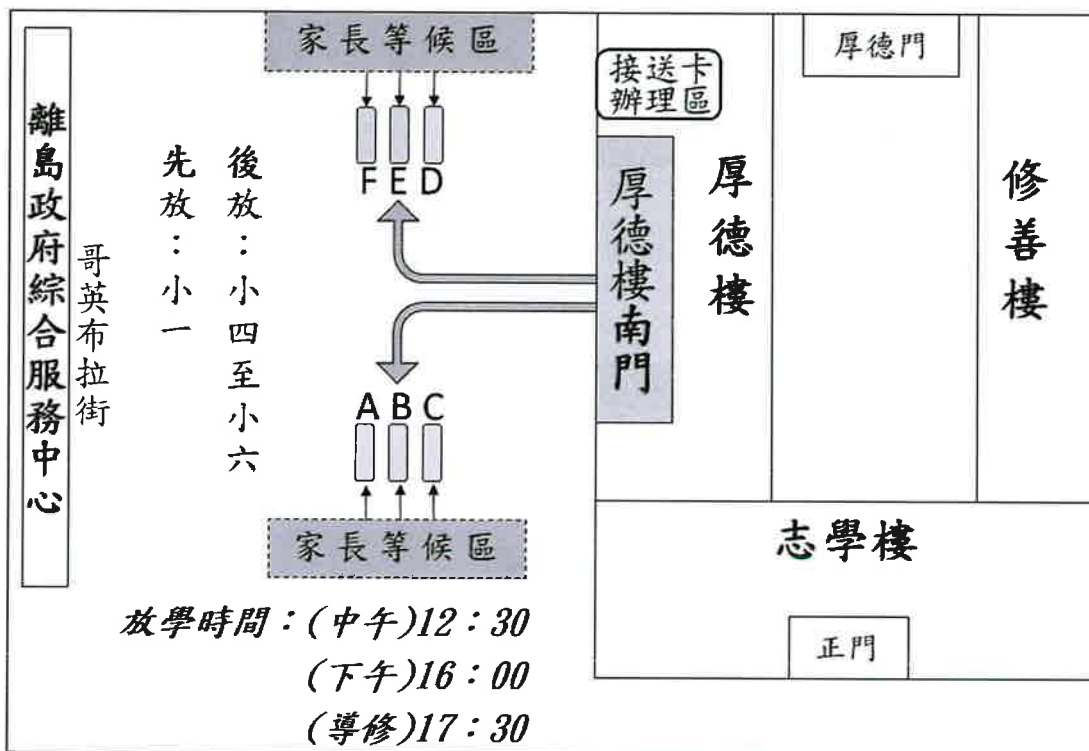 家長等候區
厚德門
接送卡
辦理區
離島政府綜合服務中心
哥英布拉街
先放：小一
後放：小四至小六
F E D
厚德樓南門
厚德樓
修善樓
A B C
家長等候區
志學樓
正門
放學時間：(中午)12：30
(下午)16：00
(導修)17：30